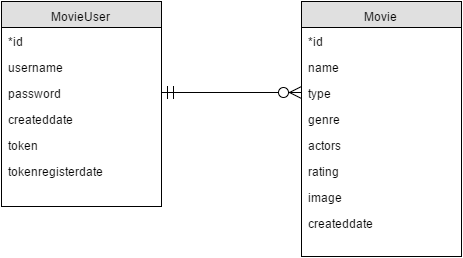 MovieUser
*id
username
password
createddate
token
tokenregisterdate
Movie
*id
name
type
genre
actors
rating
image
createddate